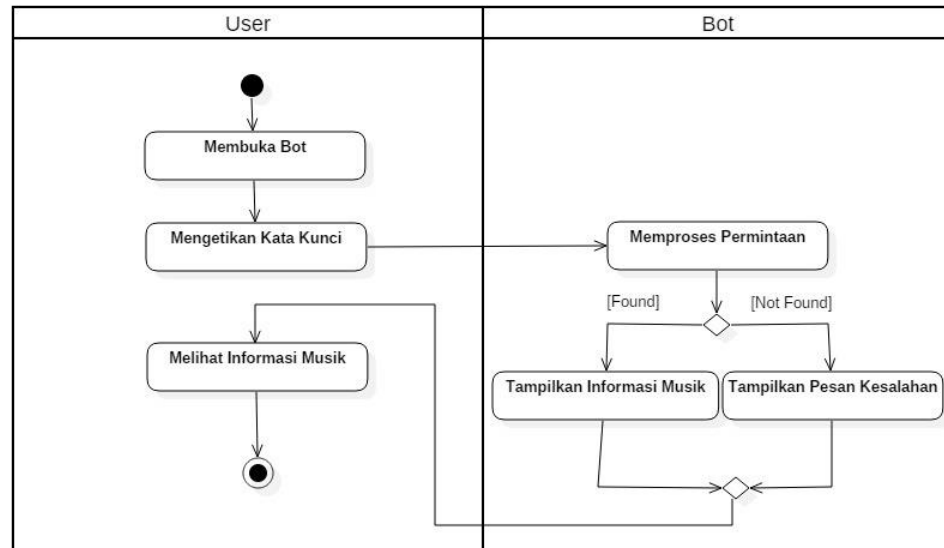 User
Bot
Membuka Bot
Mengetikan Kata Kunci
Memproses Permintaan
[Found]
[Not Found]
Melihat Informasi Musik
Tampilkan Informasi Musik
Tampilkan Pesan Kesalahan